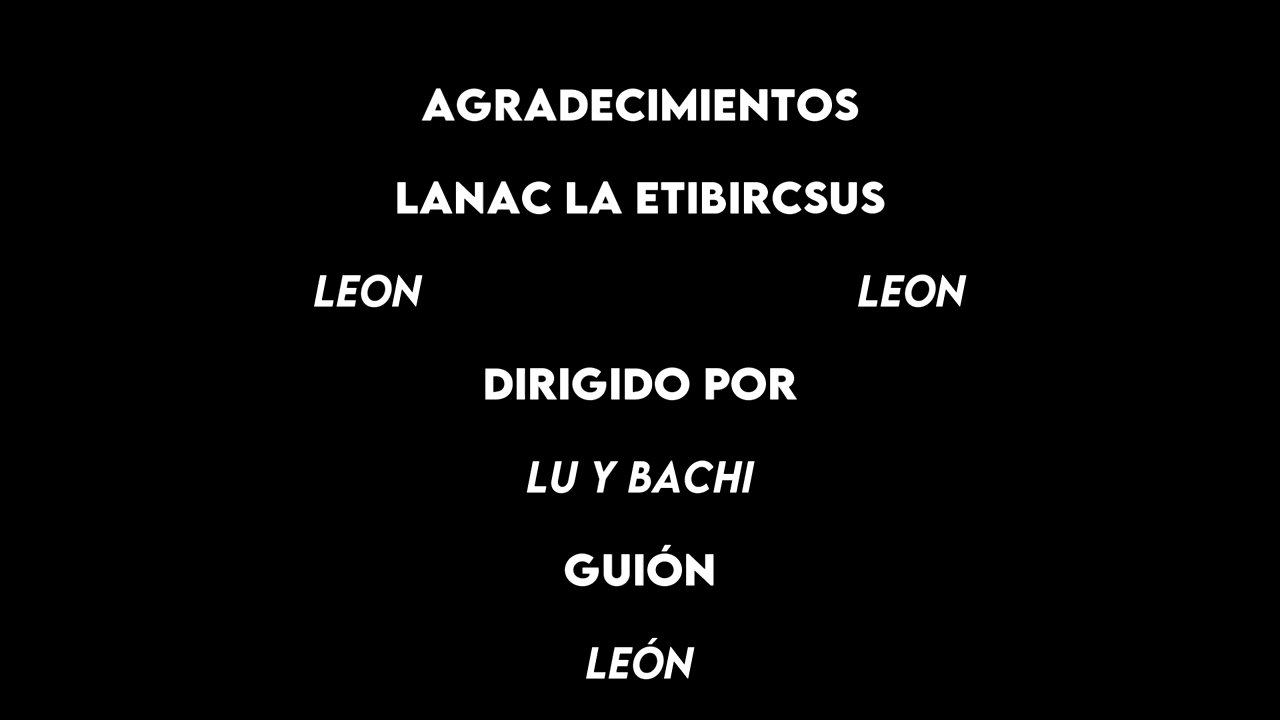 AGRADECIMIENTOS
LANAC LA ETIBIRCSUS
LEON LEON
DIRIGIDO POR
LU Y BACHI
GUIÓN
LEÓN